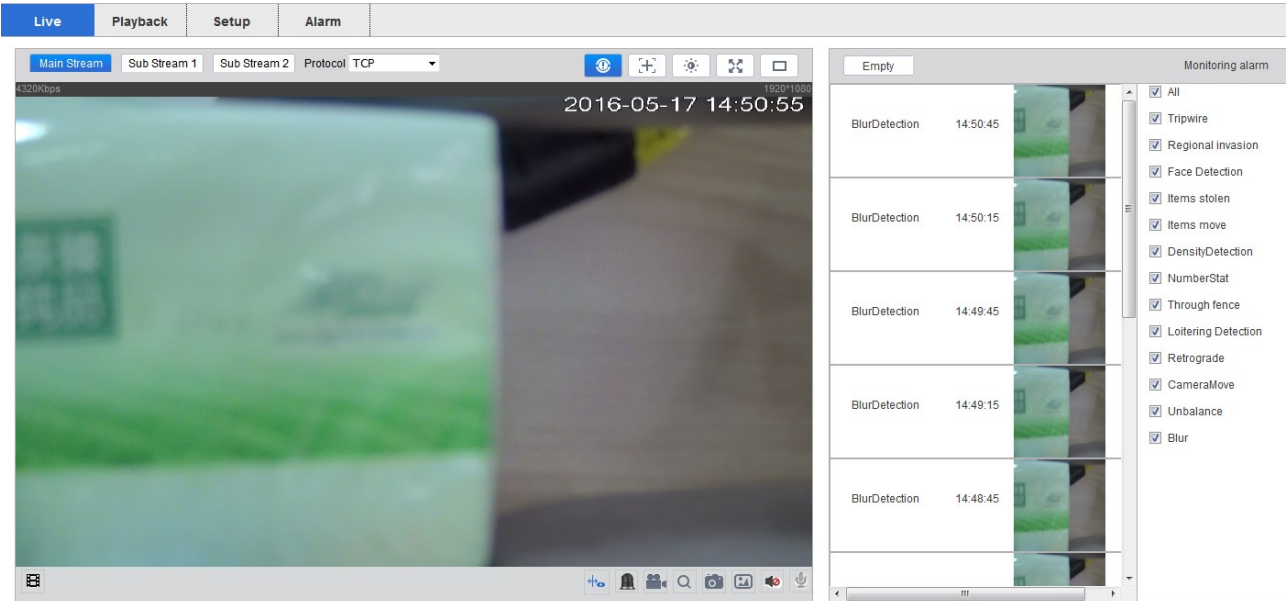 Live Playback Setup Alarm
Main Stream Sub Stream 1 Sub Stream 2 Protocol TCP
4320Kbps 1920*1080
2016-05-17 14:50:55
Empty Monitoring alarm
BlurDetection 14:50:45
BlurDetection 14:50:15
BlurDetection 14:49:45
BlurDetection 14:49:15
BlurDetection 14:48:45
All
Tripwire
Regional invasion
Face Detection
Items stolen
Items move
DensityDetection
NumberStat
Through fence
Loitering Detection
Retrograde
CameraMove
Unbalance
Blur